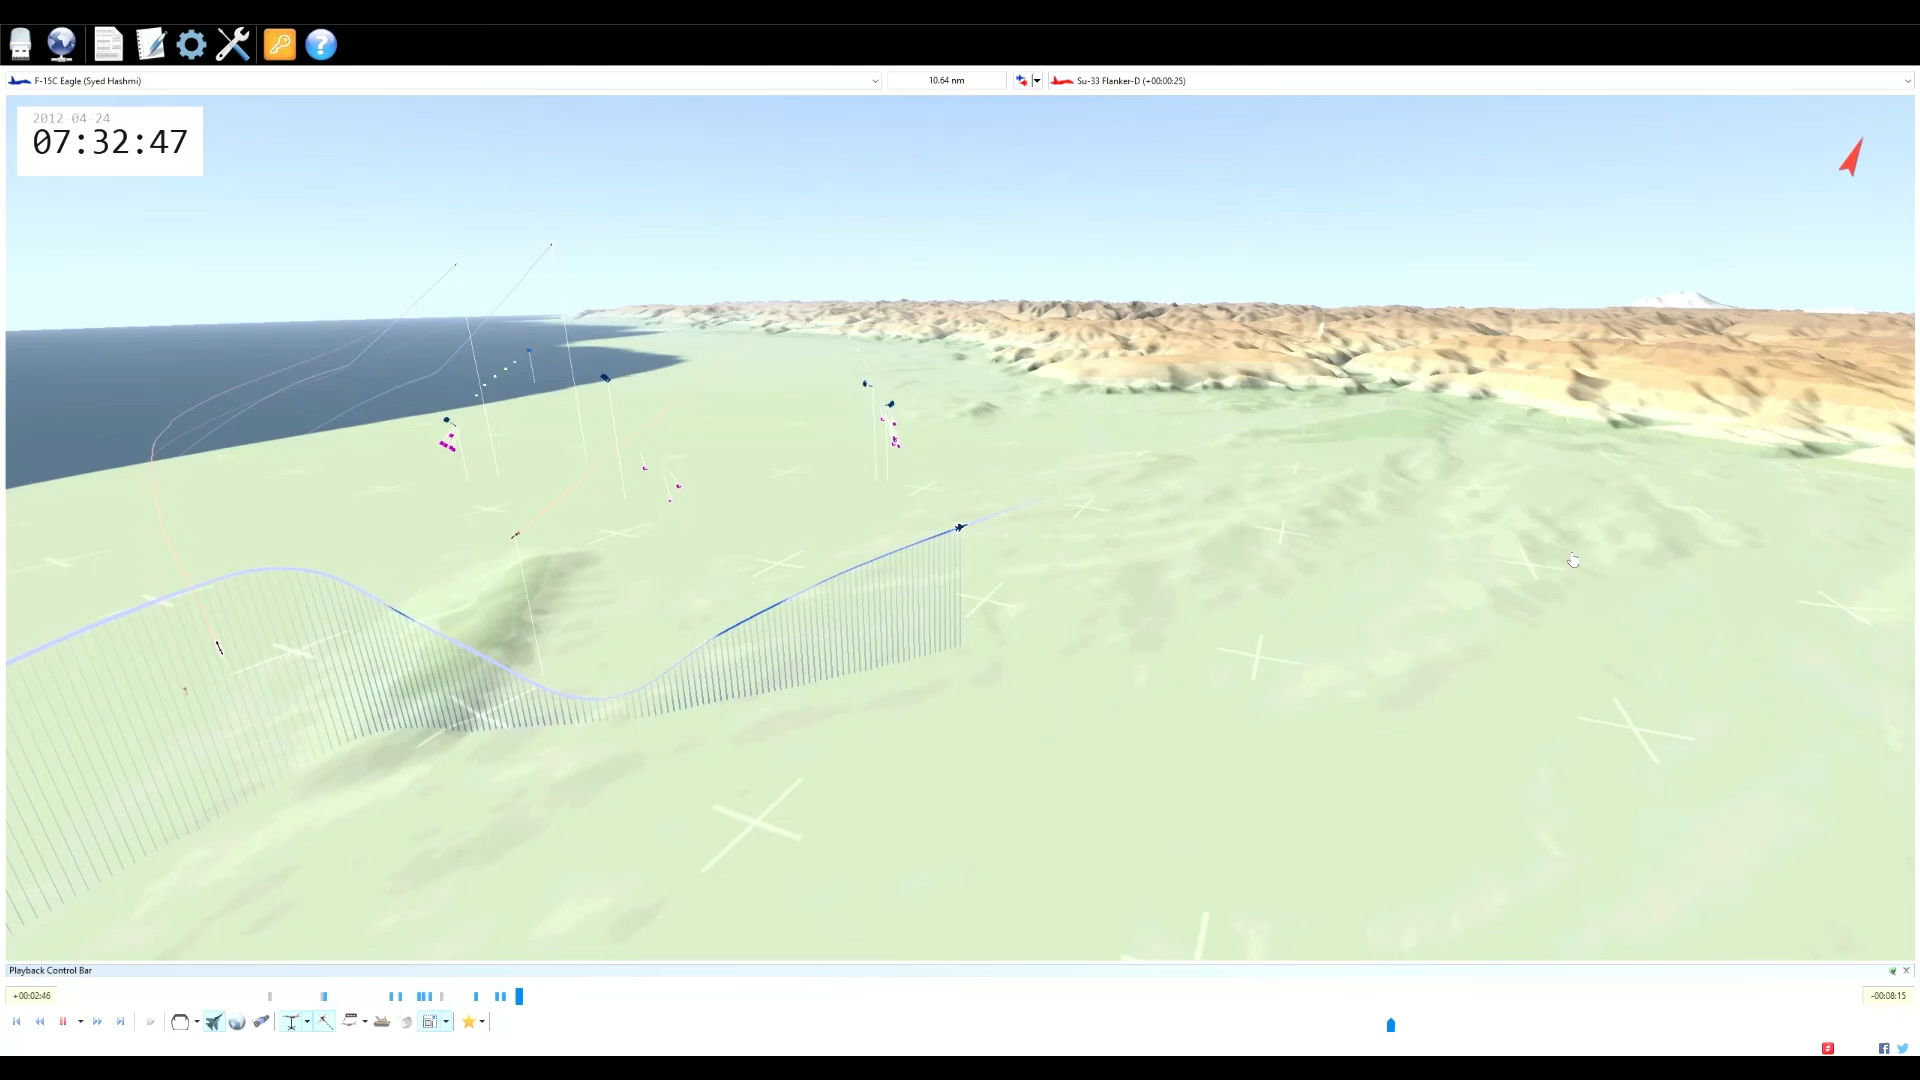 F-15C Eagle (Syed Hashmi)
10.64 nm
Su-33 Flanker-D (+00:00:25)
2012-04-24
07:32:47
Playback Control Bar
+00:02:46
-00:08:15